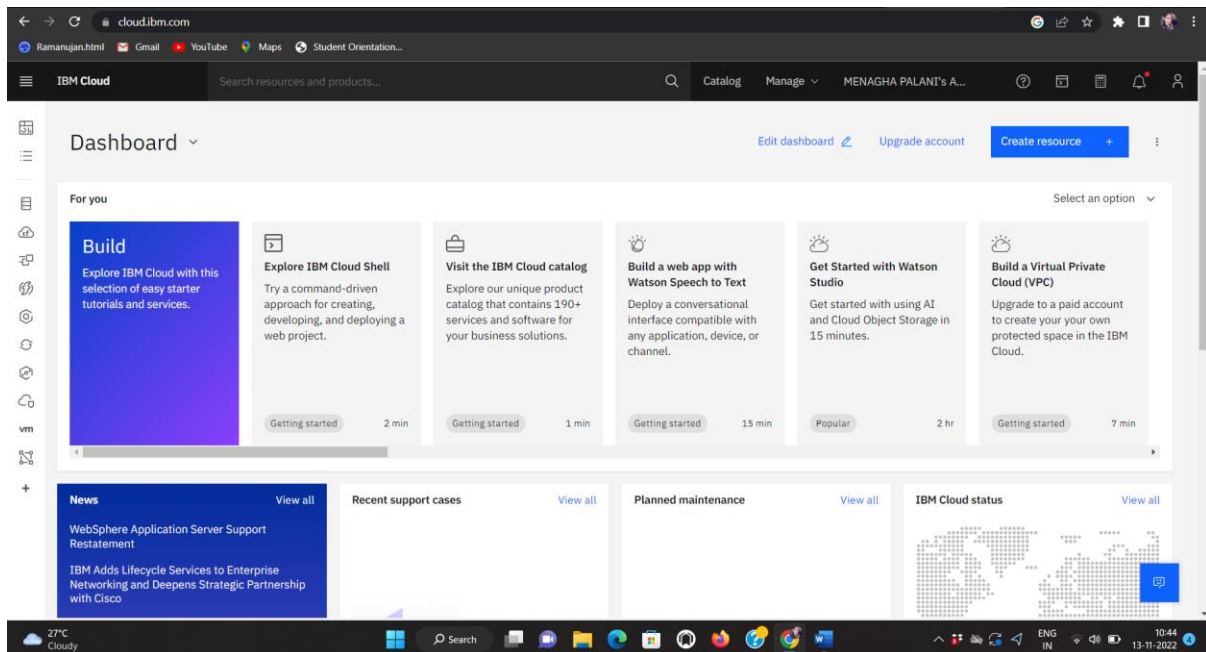 cloud.ibm.com
Ramanujan.html Gmail YouTube Maps Student Orientation...
IBM Cloud Search resources and products... Catalog Manage MENAGHA PALANI's A...
Dashboard Edit dashboard Upgrade account Create resource +
For you Select an option
Build
Explore IBM Cloud with this
selection of easy starter
tutorials and services.
Explore IBM Cloud Shell
Try a command-driven
approach for creating,
developing, and deploying a
web project.
Getting started 2 min
Visit the IBM Cloud catalog
Explore our unique product
catalog that contains 190+
services and software for
your business solutions.
Getting started 1 min
Build a web app with
Watson Speech to Text
Deploy a conversational
interface compatible with
any application, device, or
channel.
Getting started 15 min
Get Started with Watson
Studio
Get started with using AI
and Cloud Object Storage in
15 minutes.
Popular 2 hr
Build a Virtual Private
Cloud (VPC)
Upgrade to a paid account
to create your your own
protected space in the IBM
Cloud.
Getting started 7 min
vm
News View all
WebSphere Application Server Support
Restatement
IBM Adds Lifecycle Services to Enterprise
Networking and Deepens Strategic Partnership
with Cisco
Recent support cases View all
Planned maintenance View all
IBM Cloud status View all
27°C
Cloudy
Search
ENG
IN
10:44
13-11-2022
4